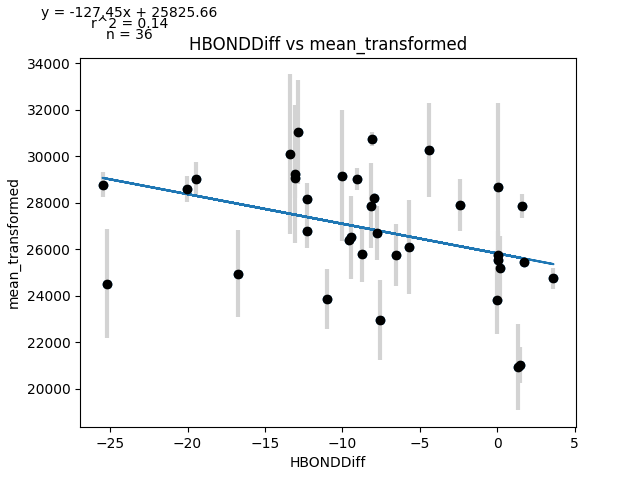 y = -127.45x + 25825.66
r^2 = 0.14
n = 36
HBONDDiff vs mean_transformed
34000
32000
30000
28000
26000
24000
22000
20000
mean_transformed
−25
−20
−15
−10
−5
0
5
HBONDDiff